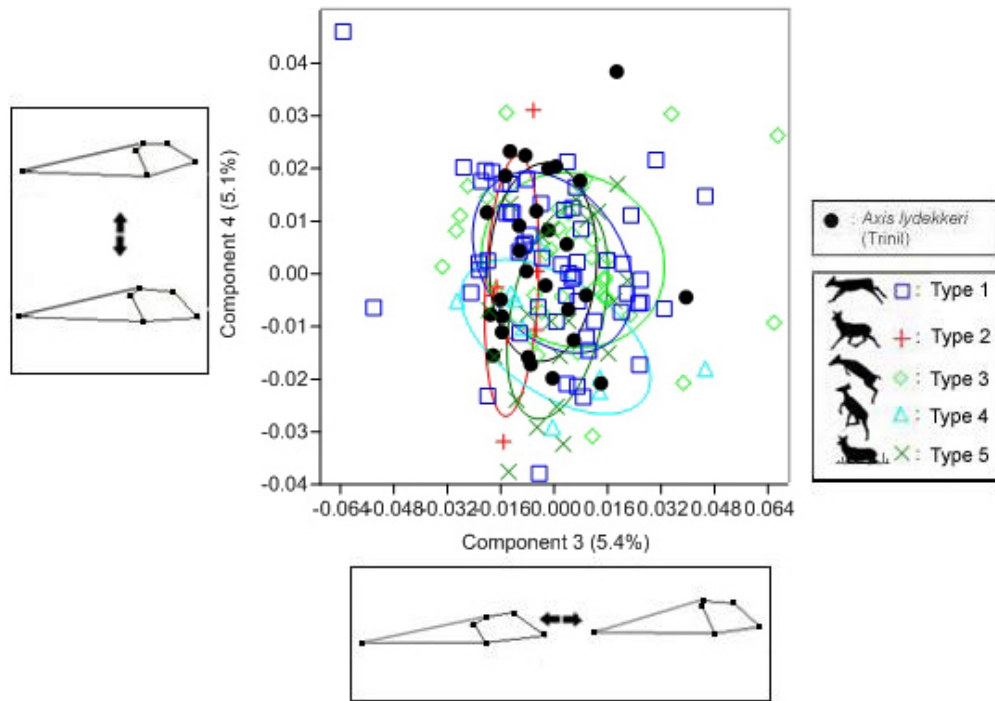 0.04
0.03
0.02
0.01
0.00
-0.01
-0.02
-0.03
-0.04
Component 4 (5.1%)
-0.064 -0.048 -0.032 -0.016 0.000 0.016 0.032 0.048 0.064
Component 3 (5.4%)
: Axis lydekkeri
(Trinil)
: Type 1
: Type 2
: Type 3
: Type 4
: Type 5